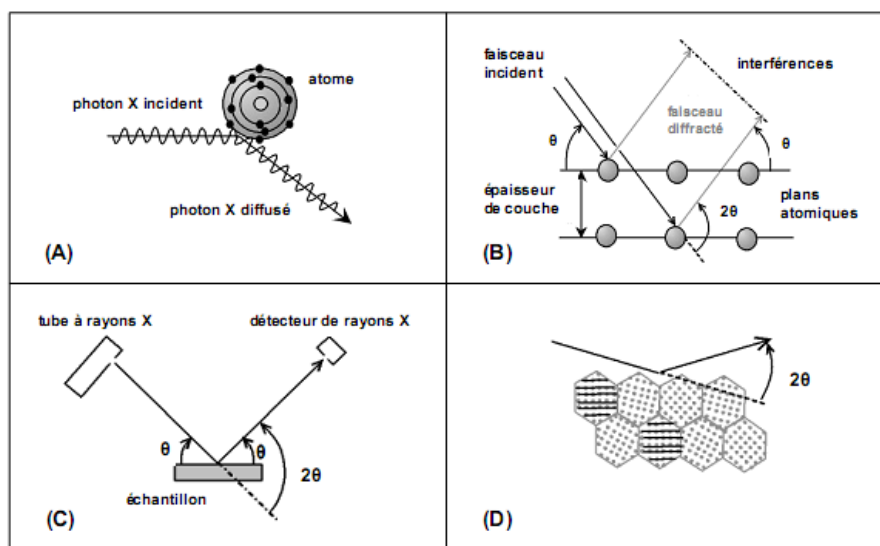 atome
photon X incident
photon X diffusé
(A)
faisceau
incident
interférences
faisceau
diffracté
θ
θ
épaisseur
de couche
2θ
plans
atomiques
(B)
tube à rayons X
détecteur de rayons X
θ
θ
2θ
échantillon
(C)
2θ
(D)